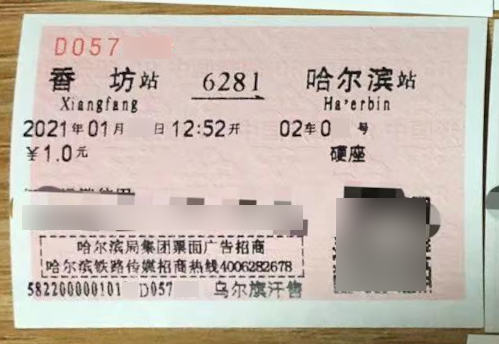 D057
香坊站 6281 哈尔滨站
Xiangfang Ha'erbin
2021年01月 日 12:52开 02车0 号
￥1.0元 硬座
哈尔滨局集团票面广告招商
哈尔滨铁路传媒招商热线4006282678
582200000101 D057 乌尔旗汗售